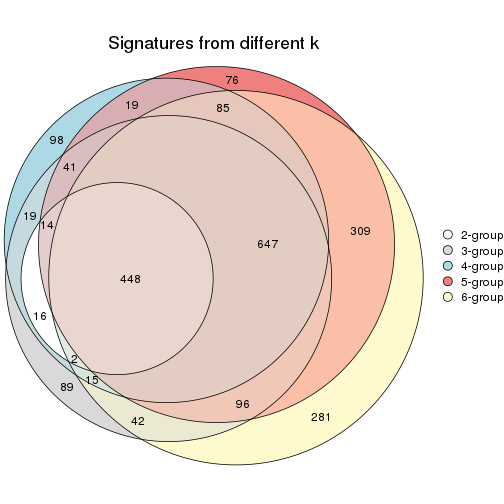 Signatures from different k
76
19
85
98
41
19
14
647
309
448
16
2
15
89
96
42
281
2-group
3-group
4-group
5-group
6-group